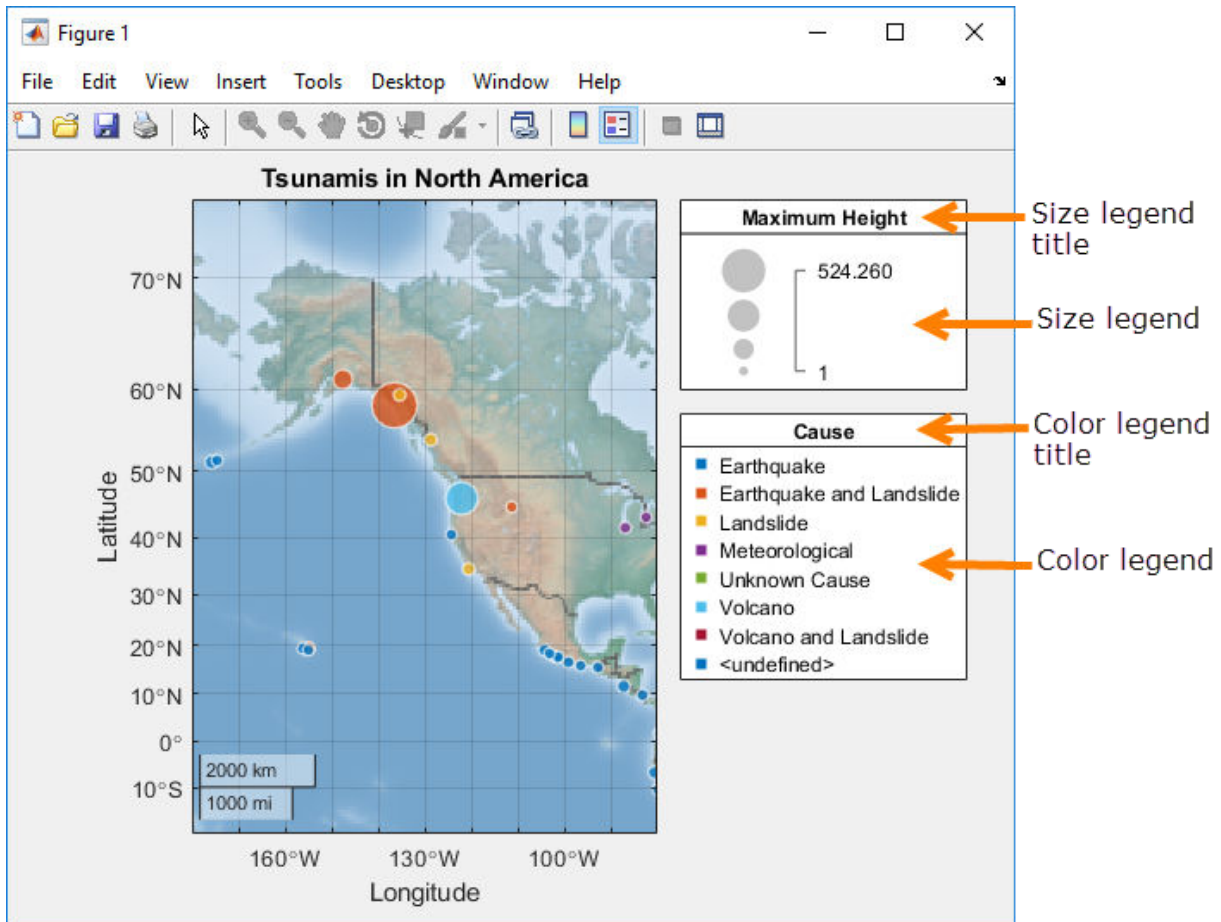 Figure 1
File Edit View Insert Tools Desktop Window Help
Tsunamis in North America
70°N
60°N
50°N
40°N
30°N
20°N
10°N
0°
10°S
Latitude
2000 km
1000 mi
160°W 130°W 100°W
Longitude
Maximum Height
524.260
1
Cause
Earthquake
Earthquake and Landslide
Landslide
Meteorological
Unknown Cause
Volcano
Volcano and Landslide
<undefined>
Size legend
title
Size legend
Color legend
title
Color legend